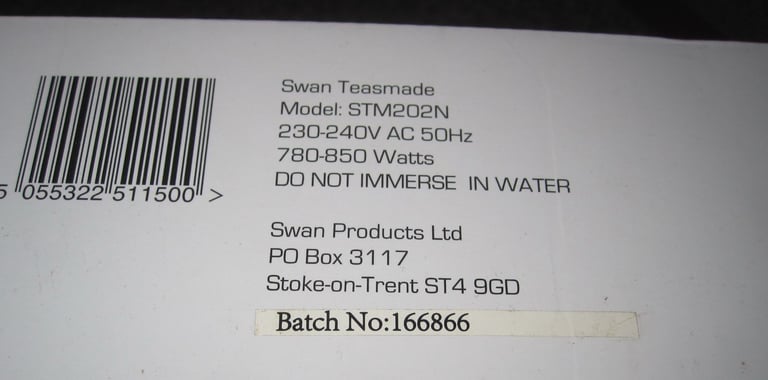 Swan Teasmade
Model: STM202N
230-240V AC 50Hz
780-850 Watts
DO NOT IMMERSE IN WATER
5 055322 511500 >
Swan Products Ltd
PO Box 3117
Stoke-on-Trent ST4 9GD
Batch No:166866